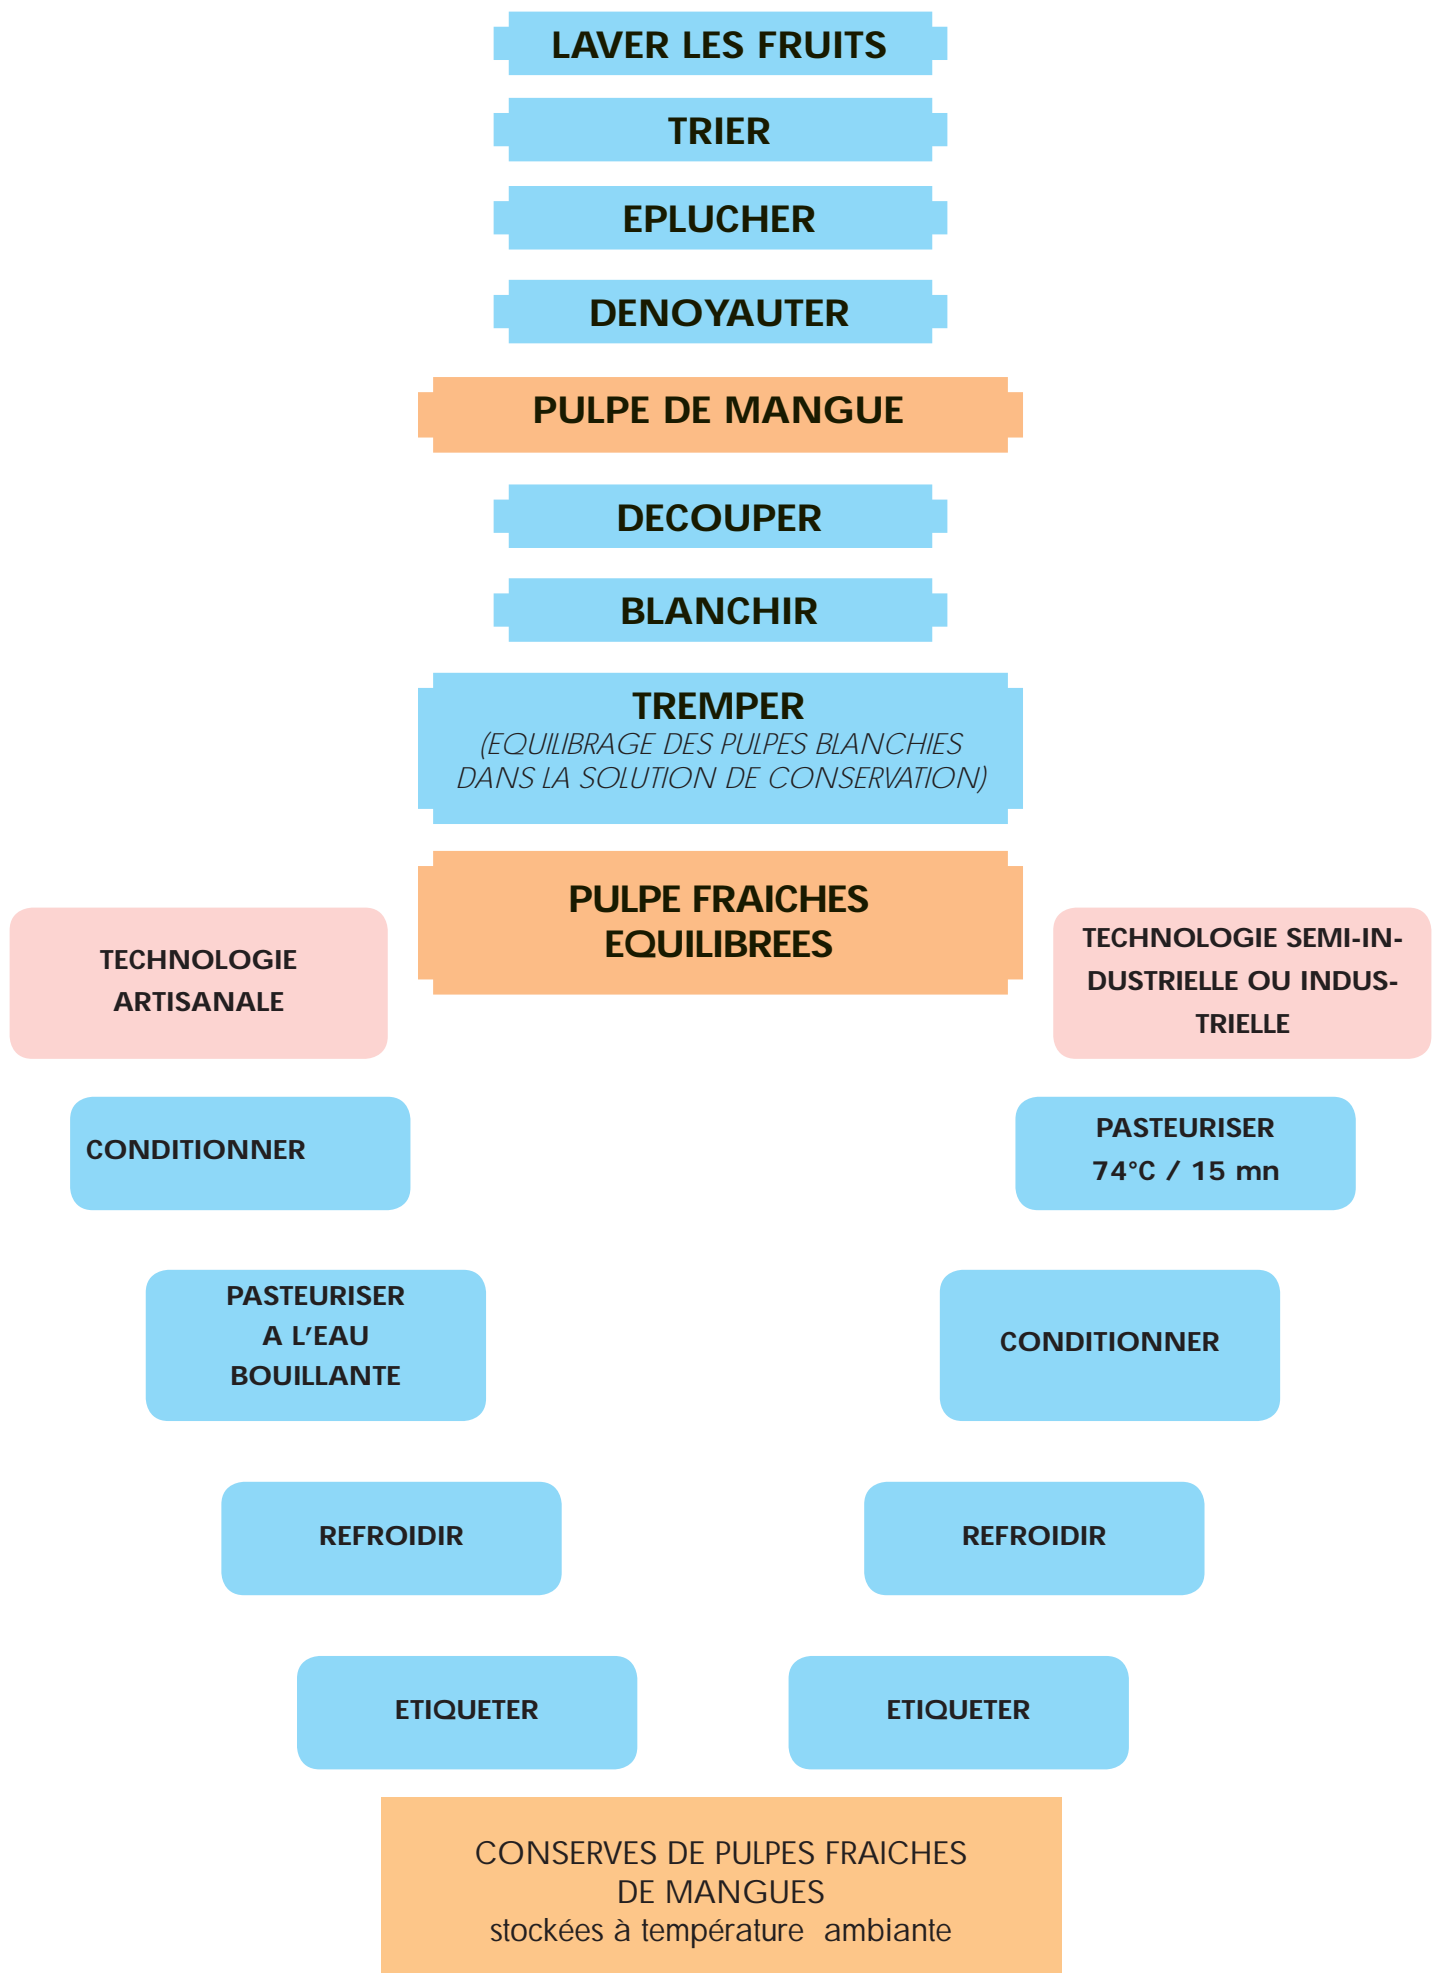 LAVER LES FRUITS
TRIER
EPLUCHER
DENOYAUTER
PULPE DE MANGUE
DECOUPER
BLANCHIR
TREMPER
(EQUILIBRAGE DES PULPES BLANCHIES
DANS LA SOLUTION DE CONSERVATION)
PULPE FRAICHES
EQUILIBREES
TECHNOLOGIE
ARTISANALE
TECHNOLOGIE SEMI-IN-
DUSTRIELLE OU INDUS-
TRIELLE
CONDITIONNER
PASTEURISER
74°C / 15 mn
PASTEURISER
A L'EAU
BOUILLANTE
CONDITIONNER
REFROIDIR
REFROIDIR
ETIQUETER
ETIQUETER
CONSERVES DE PULPES FRAICHES
DE MANGUES
stockées à température ambiante